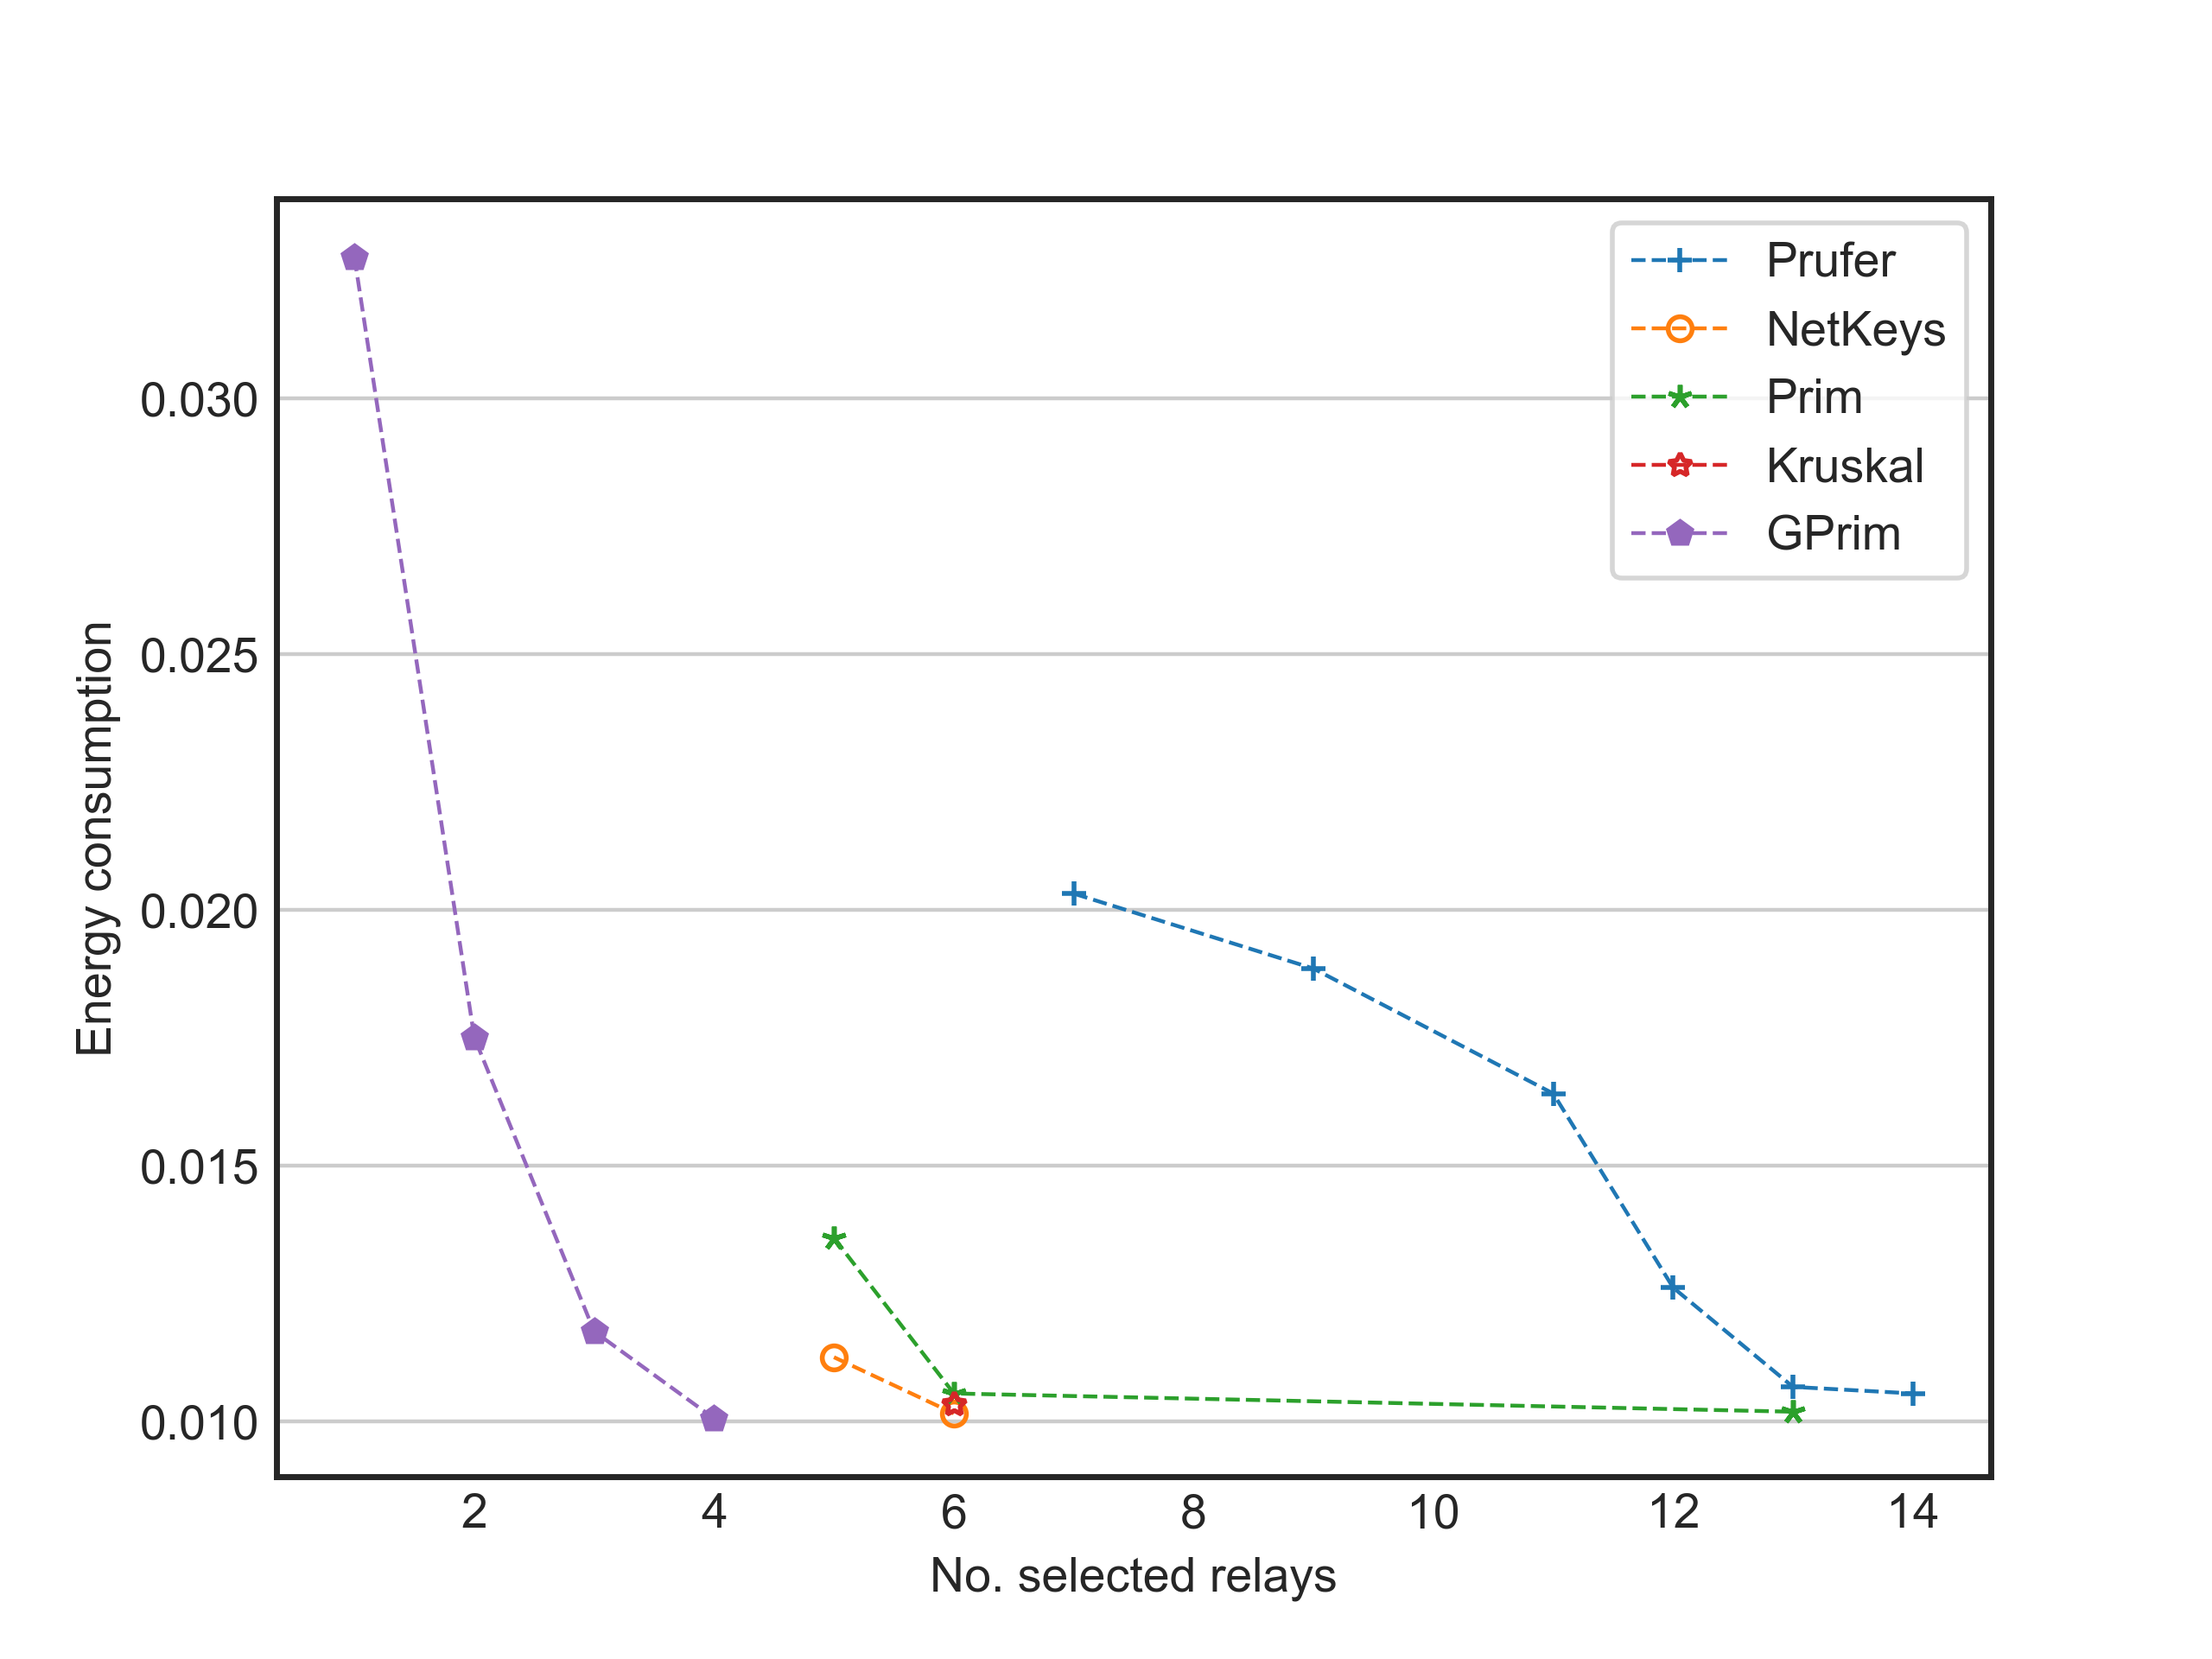 Prufer
NetKeys
Prim
Kruskal
GPrim
0.030
0.025
0.020
0.015
0.010
Energy consumption
2 4 6 8 10 12 14
No. selected relays